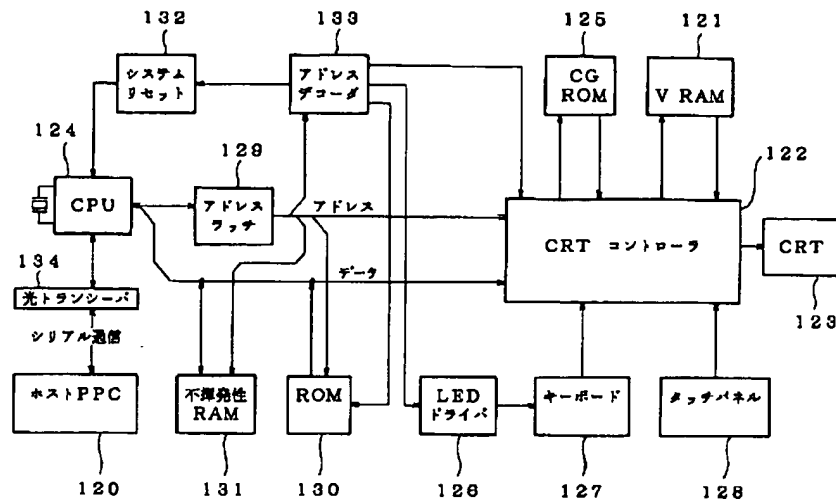 132
133
125
121
システム
リセット
アドレス
デコーダ
CG
ROM
V RAM
124
129
122
CPU
アドレス
ラッチ
アドレス
CRT コントローラ
CRT
134
データ
光トランシーバ
123
シリアル通信
ホストPPC
不揮発性
RAM
ROM
LED
ドライバ
キーボード
タッチパネル
120
131
130
126
127
128